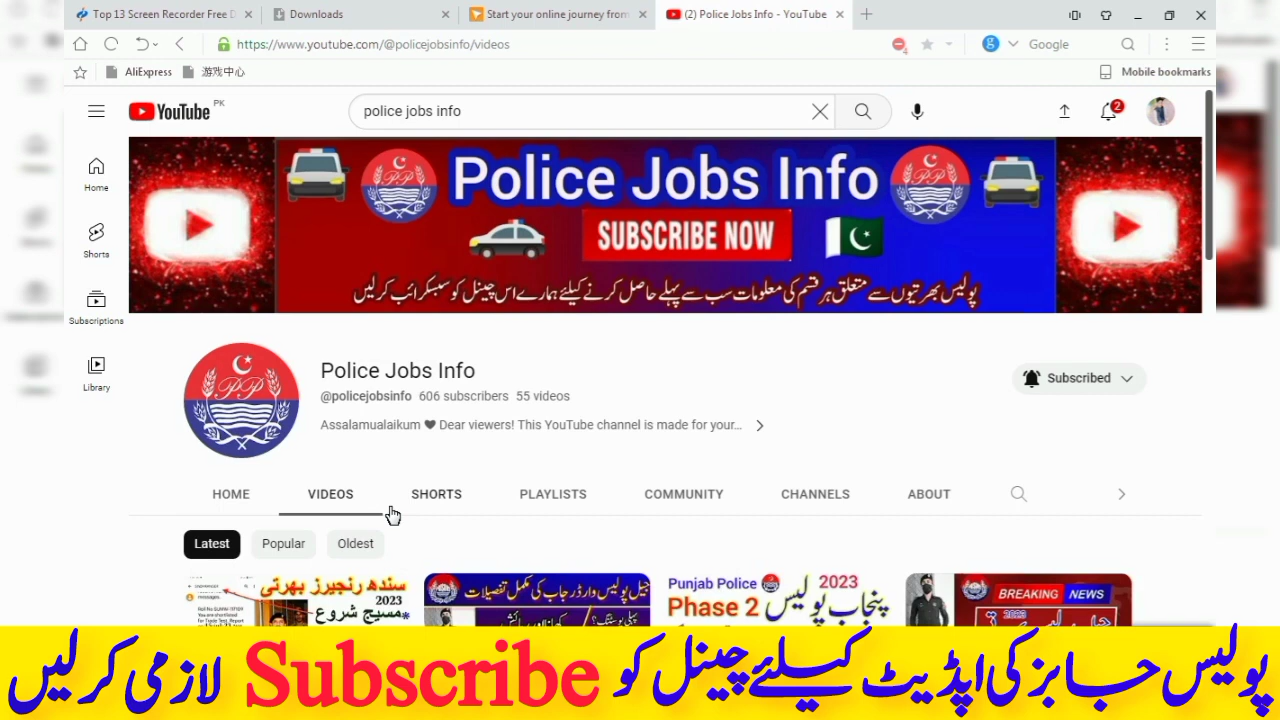 Top 13 Screen Recorder Free D
Downloads
Start your online journey from
(2) Police Jobs Info - YouTube
https://www.youtube.com/@policejobsinfo/videos
4
Google
AliExpress
游戏中心
Mobile bookmarks
YouTube PK
police jobs info
2
Home
Shorts
Subscriptions
Library
Police Jobs Info
SUBSCRIBE NOW
پولیس بھرتیوں سے متعلق ہر قسم کی معلومات سب سے پہلے حاصل کرنے کیلئے ہمارے اس چینل کو سبسکرائب کرلیں
PP
Police Jobs Info
@policejobsinfo 606 subscribers 55 videos
Assalamualaikum ❤ Dear viewers! This YouTube channel is made for your...
Subscribed
HOME
VIDEOS
SHORTS
PLAYLISTS
COMMUNITY
CHANNELS
ABOUT
Latest
Popular
Oldest
سندھ رینجرز بھرتی
2023
مسیج شروع
جیل پولیس وارڈر جاب کی مکمل تفصیلات
Punjab Police 2023
Phase 2 پنجاب پولیس
BREAKING NEWS
2023
پولیس جابز کی اپڈیٹ کیلئے چینل کو Subscribe لازمی کرلیں